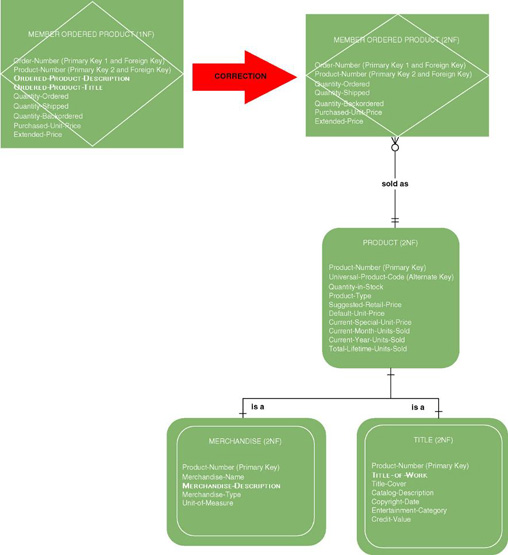 MEMBER ORDERED PRODUCT (1NF)
Order-Number (Primary Key 1 and Foreign Key)
Product-Number (Primary Key 2 and Foreign Key)
ORDERED-PRODUCT-DESCRIPTION
ORDERED-PRODUCT-TITLE
Quantity-Ordered
Quantity-Shipped
Quantity-Backordered
Purchased-Unit-Price
Extended-Price
CORRECTION
MEMBER ORDERED PRODUCT (2NF)
Order-Number (Primary Key 1 and Foreign Key)
Product-Number (Primary Key 2 and Foreign Key)
Quantity-Ordered
Quantity-Shipped
Quantity-Backordered
Purchased-Unit-Price
Extended-Price
sold as
PRODUCT (2NF)
Product-Number (Primary Key)
Universal-Product-Code (Alternate Key)
Quantity-in-Stock
Product-Type
Suggested-Retail-Price
Default-Unit-Price
Current-Special-Unit-Price
Current-Month-Units-Sold
Current-Year-Units-Sold
Total-Lifetime-Units-Sold
is a
is a
MERCHANDISE (2NF)
Product-Number (Primary Key)
Merchandise-Name
MERCHANDISE-DESCRIPTION
Merchandise-Type
Unit-of-Measure
TITLE (2NF)
Product-Number (Primary Key)
TITLE-OF-WORK
Title-Cover
Catalog-Description
Copyright-Date
Entertainment-Category
Credit-Value